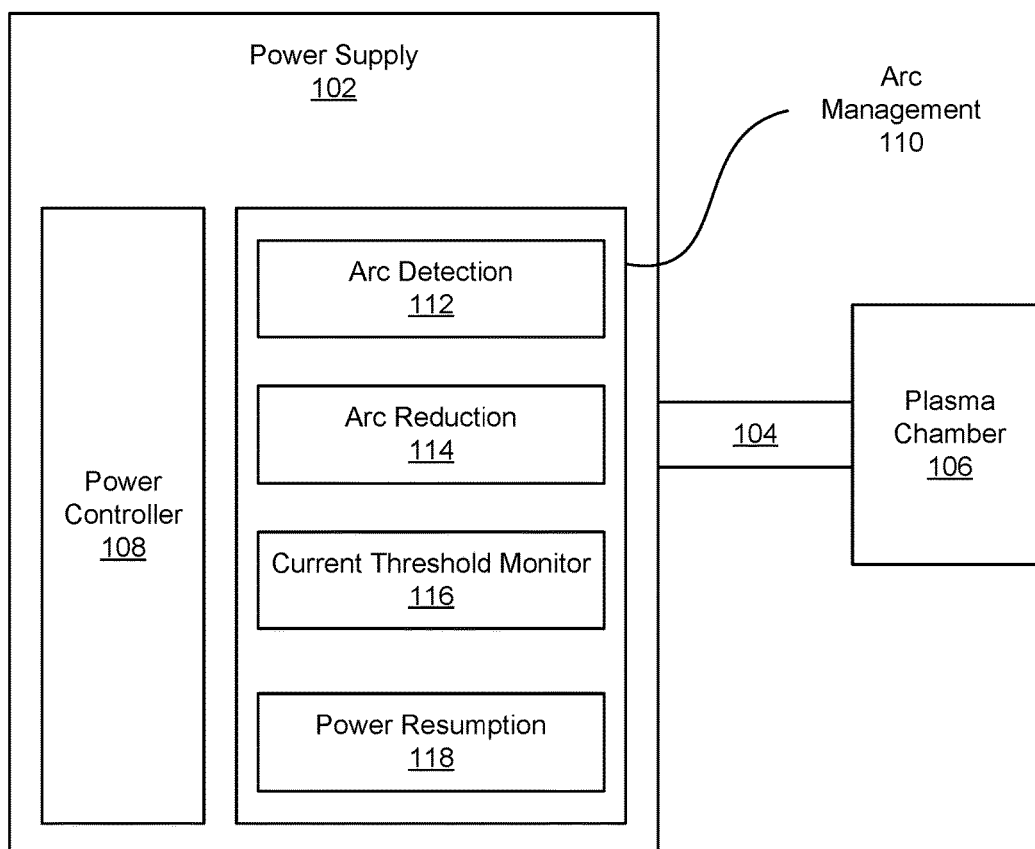 Power Supply
102
Arc
Management
110
Arc Detection
112
Arc Reduction
114
Current Threshold Monitor
116
Power Resumption
118
Power
Controller
108
104
Plasma
Chamber
106